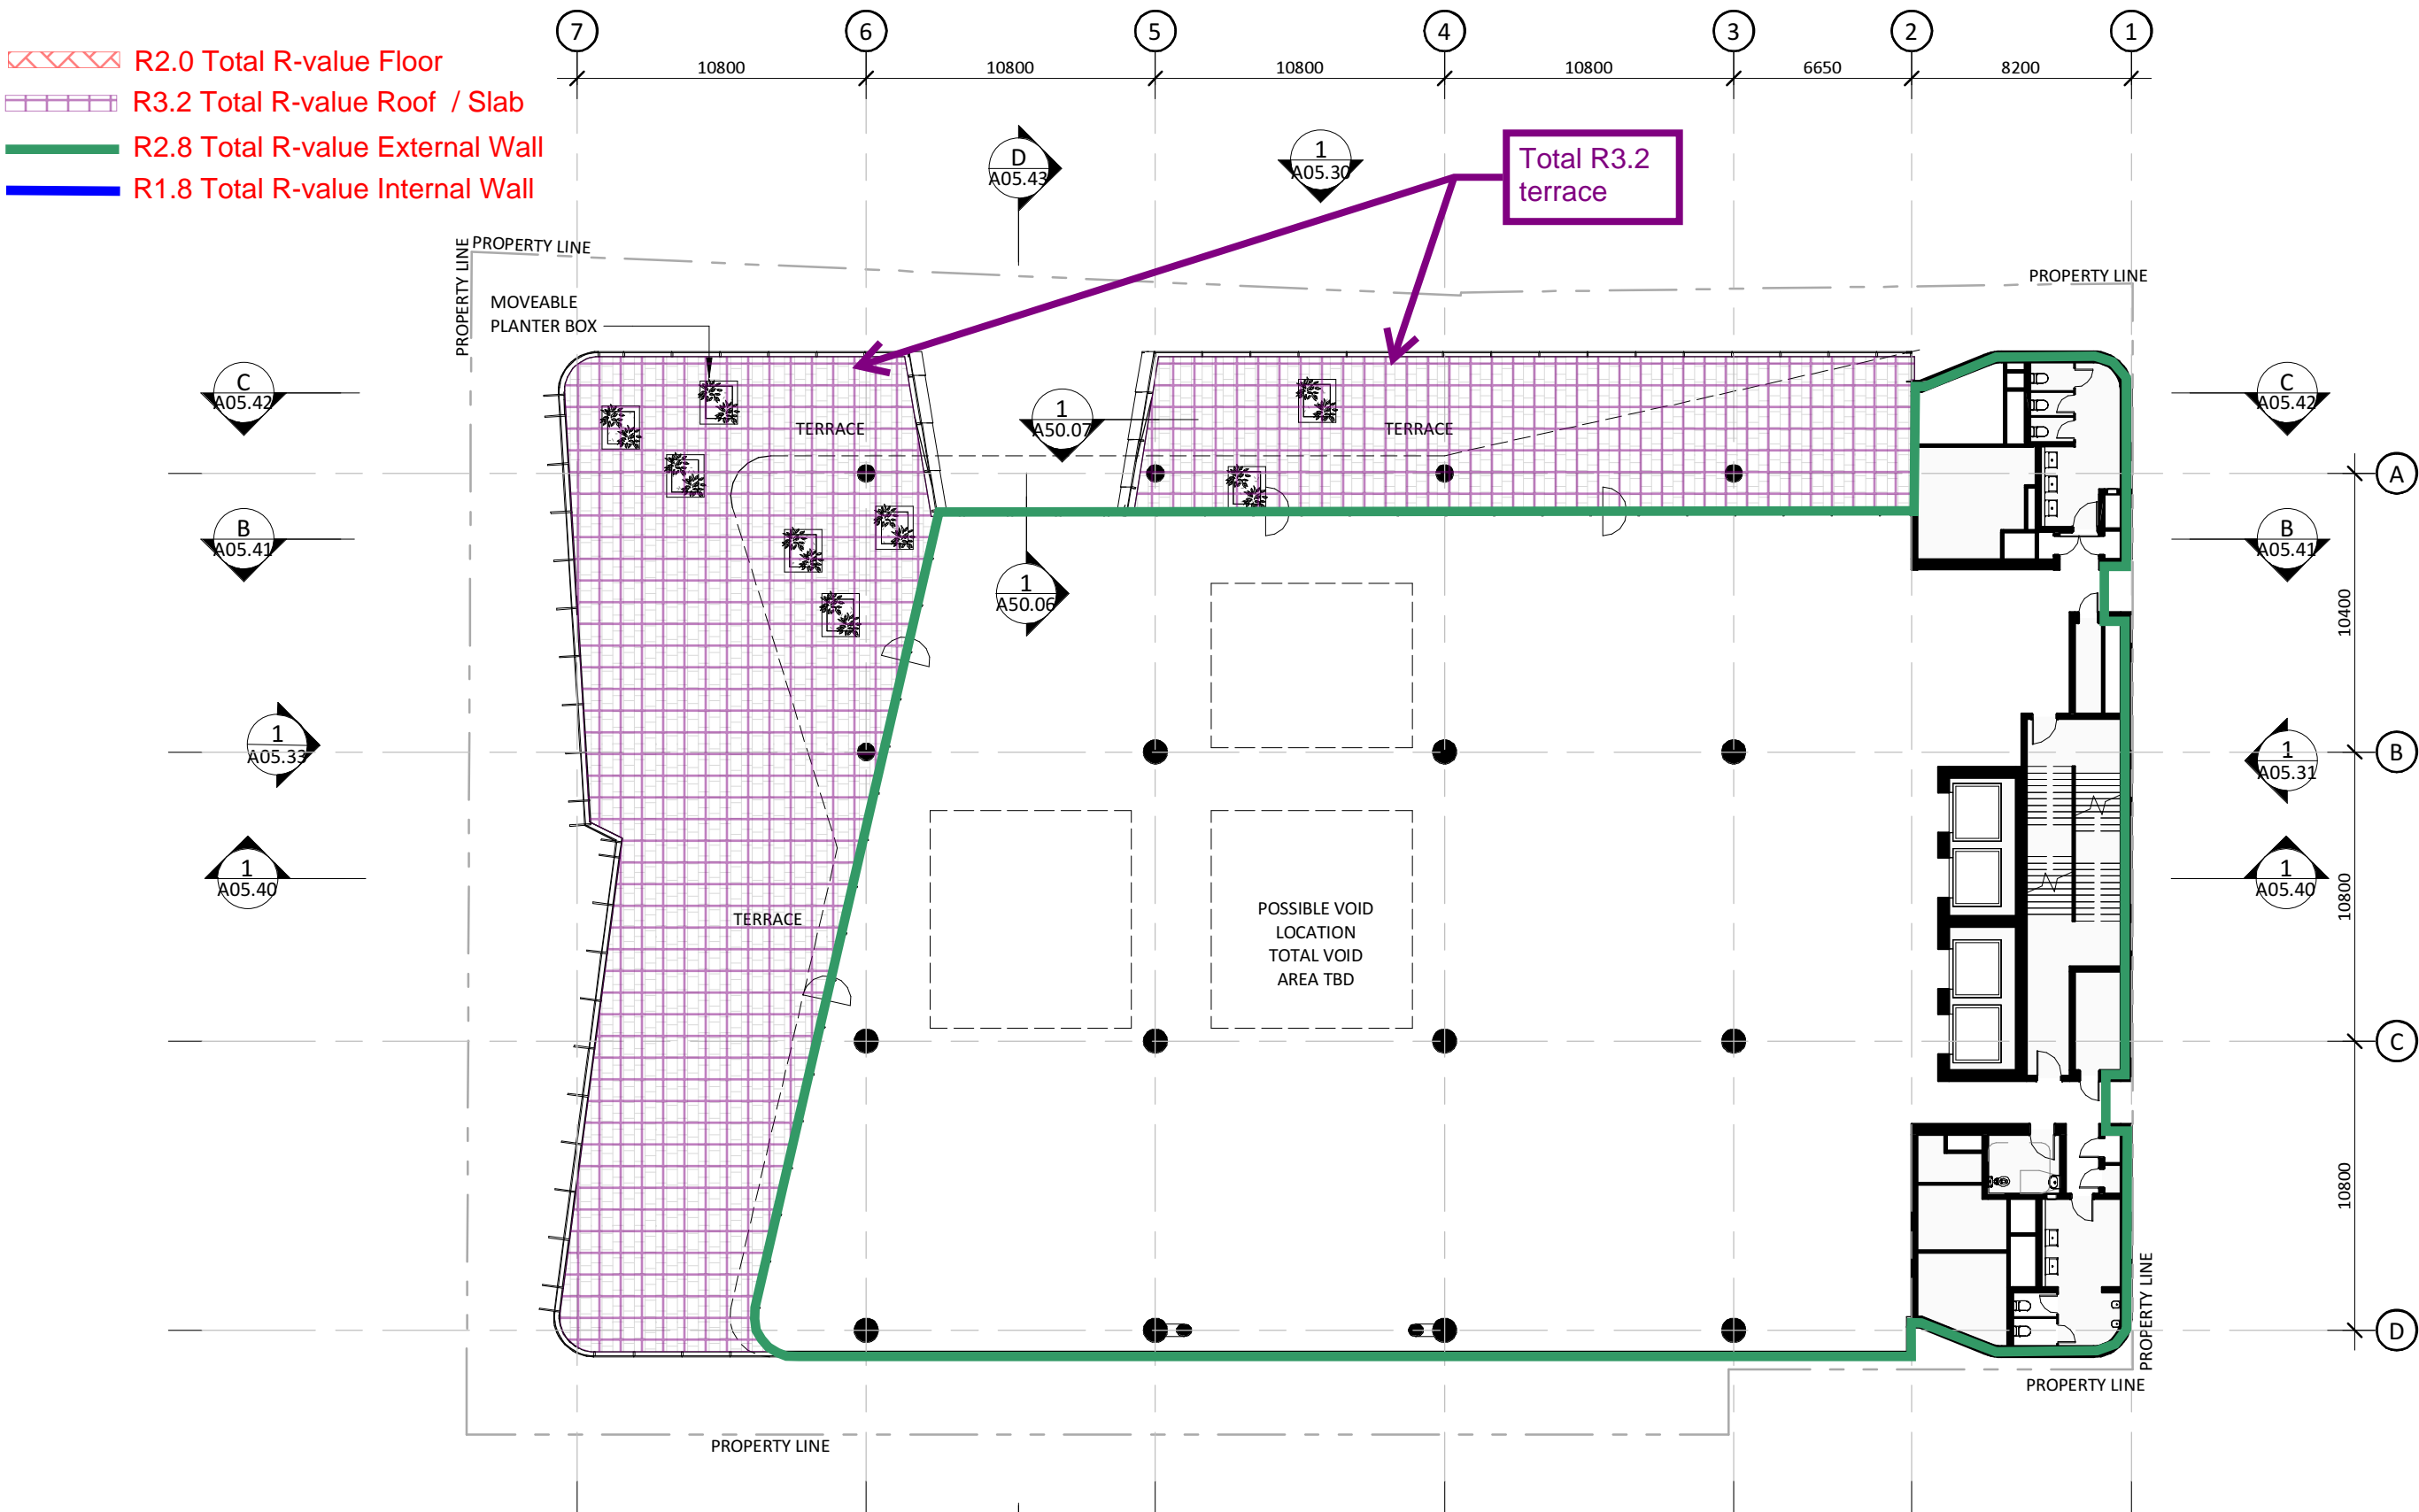 7
6
5
4
3
2
1
10800
10800
10800
10800
6650
8200
R2.0 Total R-value Floor
R3.2 Total R-value Roof / Slab
R2.8 Total R-value External Wall
R1.8 Total R-value Internal Wall
D
A05.43
1
A05.30
Total R3.2
terrace
PROPERTY LINE
PROPERTY LINE
PROPERTY LINE
MOVEABLE
PLANTER BOX
C
A05.42
1
A50.07
TERRACE
TERRACE
C
A05.42
A
B
A05.41
B
A05.41
1
A50.06
10400
1
A05.33
1
A05.31
B
1
A05.40
1
A05.40
10800
TERRACE
POSSIBLE VOID
LOCATION
TOTAL VOID
AREA TBD
C
10800
PROPERTY LINE
D
PROPERTY LINE
PROPERTY LINE